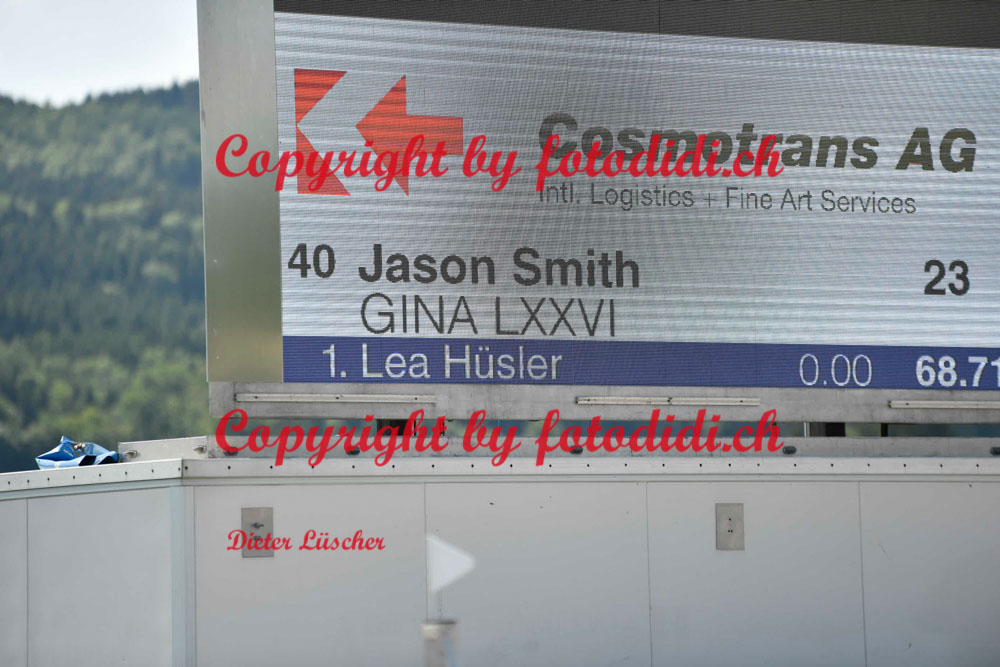 Cosmotrans AG
Copyright by fotodidi.ch
Intl. Logistics + Fine Art Services
40 Jason Smith 23
GINA LXXVI
1. Lea Hüsler 0.00 68.71
Copyright by fotodidi.ch
Dieter Lüscher